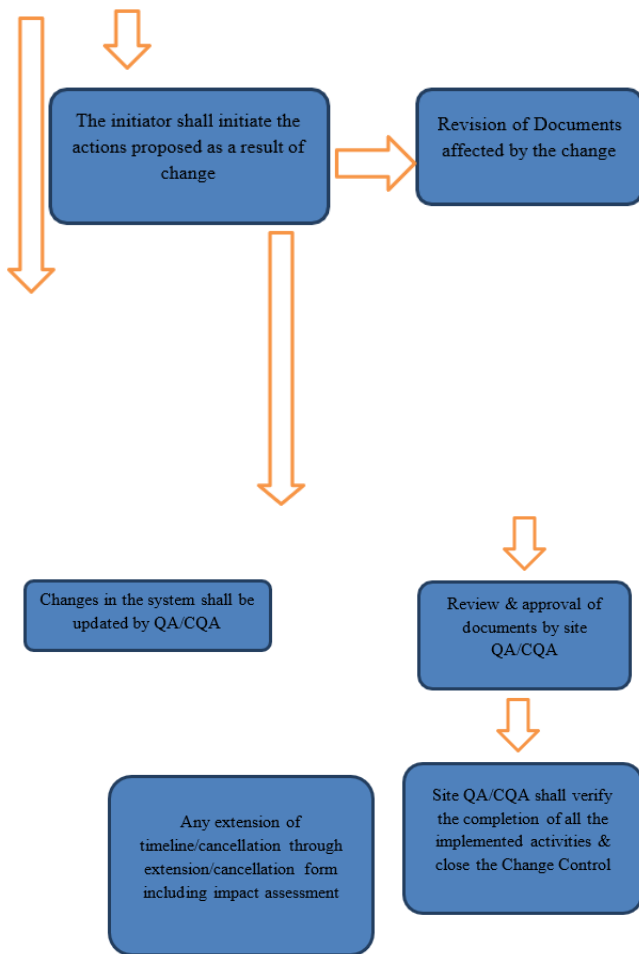 The initiator shall initiate the
actions proposed as a result of
change
Revision of Documents
affected by the change
Changes in the system shall be
updated by QA/CQA
Review & approval of
documents by site
QA/CQA
Any extension of
timeline/cancellation through
extension/cancellation form
including impact assessment
Site QA/CQA shall verify
the completion of all the
implemented activities &
close the Change Control